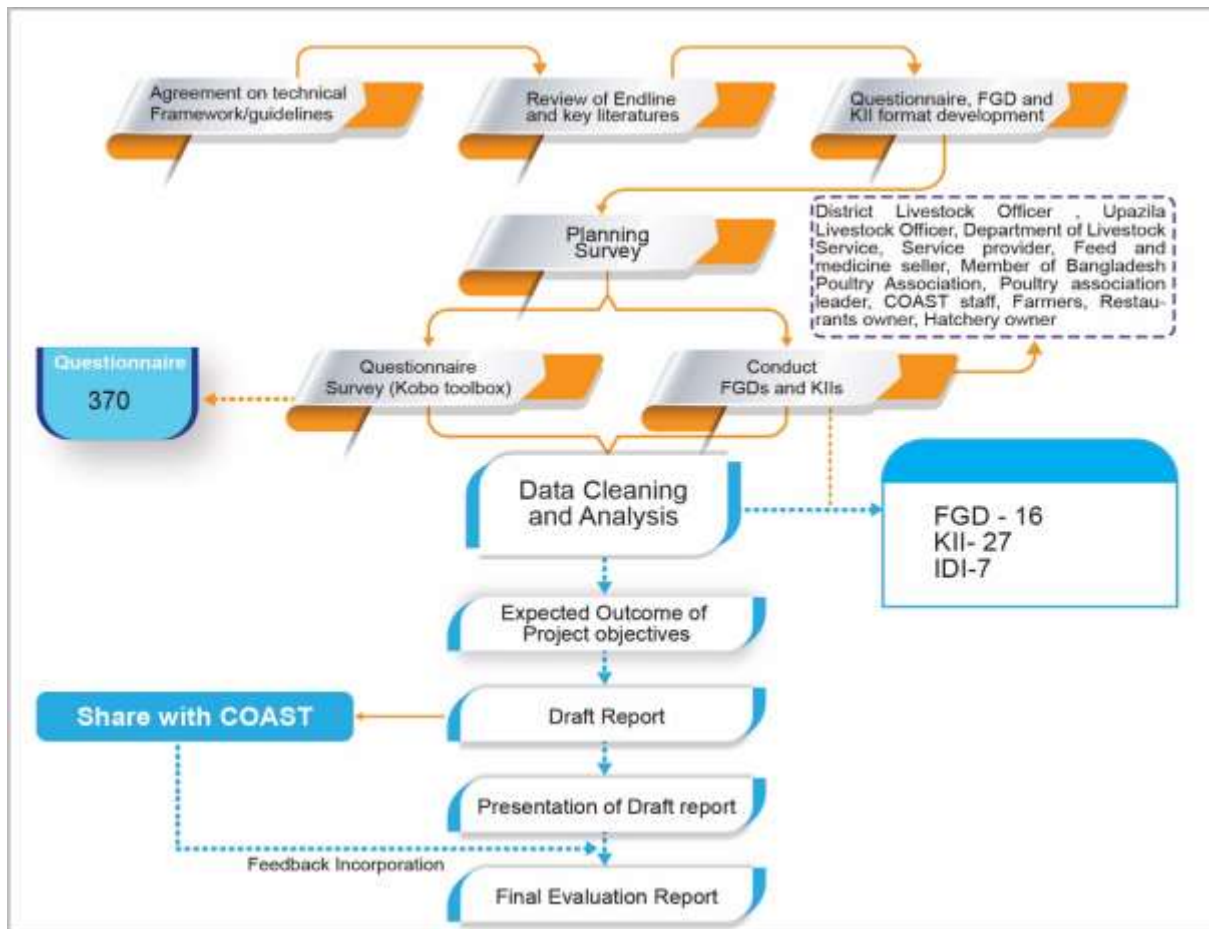 Agreement on technical
Framework/guidelines
Review of Endline
and key literatures
Questionnaire, FGD and
KII format development
Planning
Survey
District Livestock Officer , Upazila
Livestock Officer, Department of Livestock
Service, Service provider, Feed and
medicine seller, Member of Bangladesh
Poultry Association, Poultry association
leader, COAST staff, Farmers, Restau-
rants owner, Hatchery owner
Questionnaire
370
Questionnaire
Survey (Kobo toolbox)
Conduct
FGDs and KIIs
Data Cleaning
and Analysis
FGD - 16
KII- 27
IDI-7
Expected Outcome of
Project objectives
Share with COAST
Draft Report
Presentation of Draft report
Feedback Incorporation
Final Evaluation Report